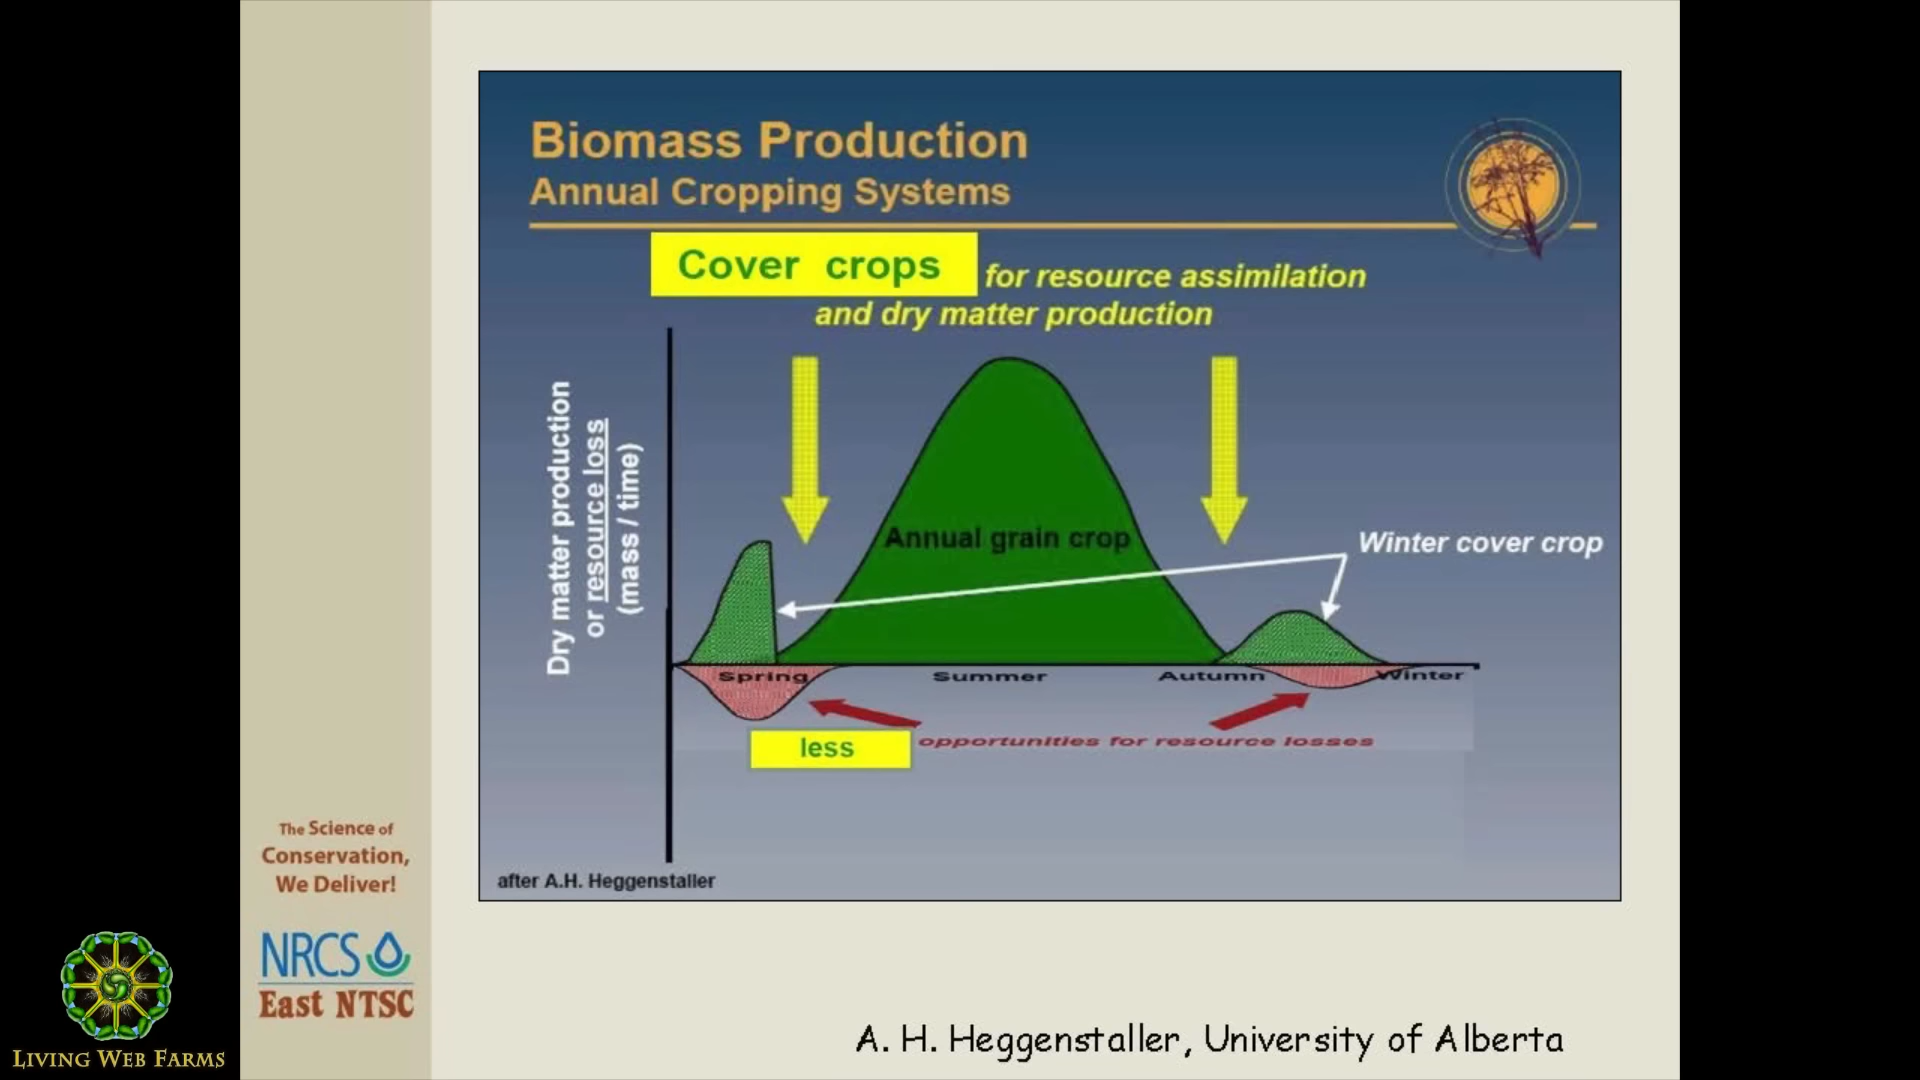 Biomass Production
Annual Cropping Systems
Cover crops for resource assimilation
and dry matter production
Dry matter production
or resource loss
(mass / time)
Annual grain crop
Winter cover crop
Spring
Summer
Autumn
Winter
less opportunities for resource losses
after A.H. Heggenstaller
The Science of
Conservation,
We Deliver!
NRCS
East NTSC
LIVING WEB FARMS
A. H. Heggenstaller, University of Alberta